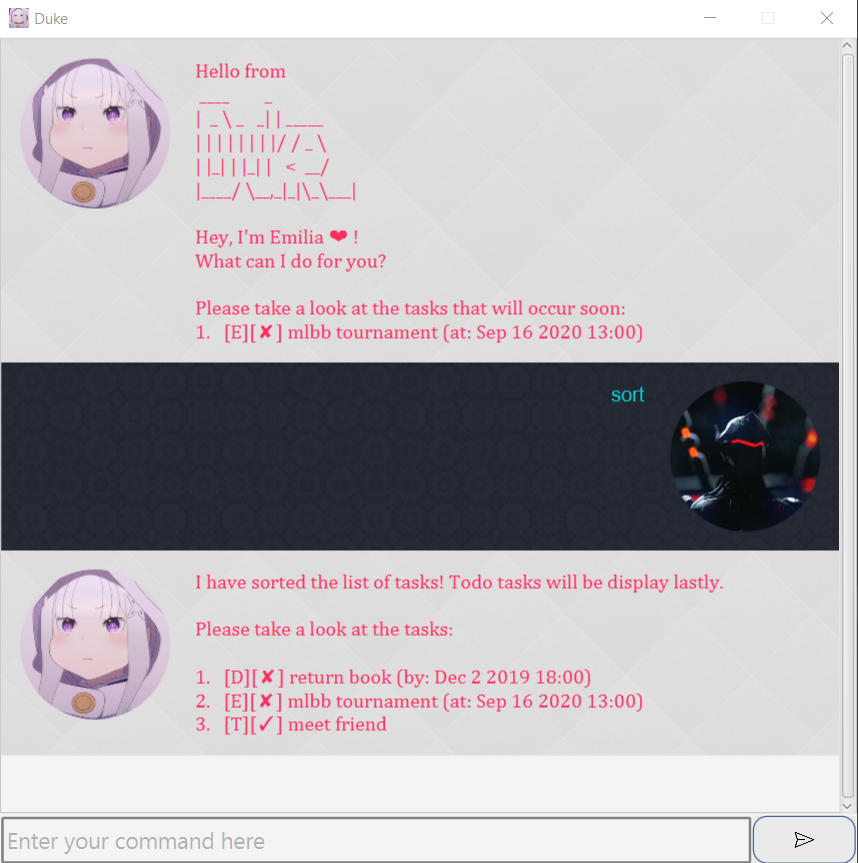 Duke
Hello from
 ____        _
|  _ \ _   _| | _____
| | | | | | | |/ / _ \
| |_| | |_| |   <  __/
|____/ \__,_|_|\_\___|
Hey, I'm Emilia ❤ !
What can I do for you?
Please take a look at the tasks that will occur soon:
1. [E][✘] mlbb tournament (at: Sep 16 2020 13:00)
sort
I have sorted the list of tasks! Todo tasks will be display lastly.
Please take a look at the tasks:
1. [D][✘] return book (by: Dec 2 2019 18:00)
2. [E][✘] mlbb tournament (at: Sep 16 2020 13:00)
3. [T][✓] meet friend
Enter your command here